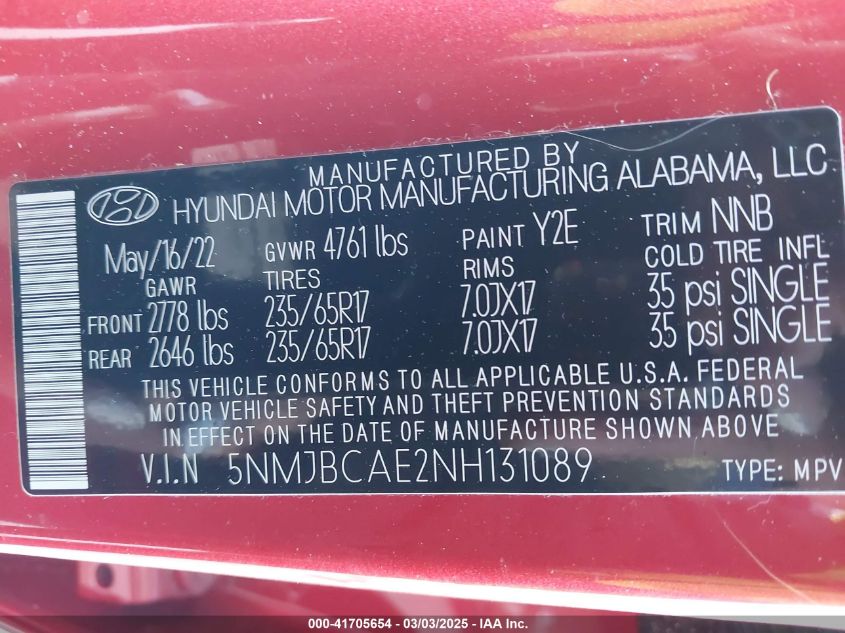 MANUFACTURED BY
HYUNDAI MOTOR MANUFACTURING ALABAMA, LLC
May/16/22 GVWR 4761 lbs PAINT Y2E TRIM NNB
GAWR TIRES RIMS COLD TIRE INFL
FRONT 2778 lbs 235/65R17 7.0JX17 35 psi SINGLE
REAR 2646 lbs 235/65R17 7.0JX17 35 psi SINGLE
THIS VEHICLE CONFORMS TO ALL APPLICABLE U.S.A. FEDERAL
MOTOR VEHICLE SAFETY AND THEFT PREVENTION STANDARDS
IN EFFECT ON THE DATE OF MANUFACTURE SHOWN ABOVE
V.I.N 5NMJBCAE2NH131089 TYPE: MPV
000-41705654 - 03/03/2025 - IAA Inc.